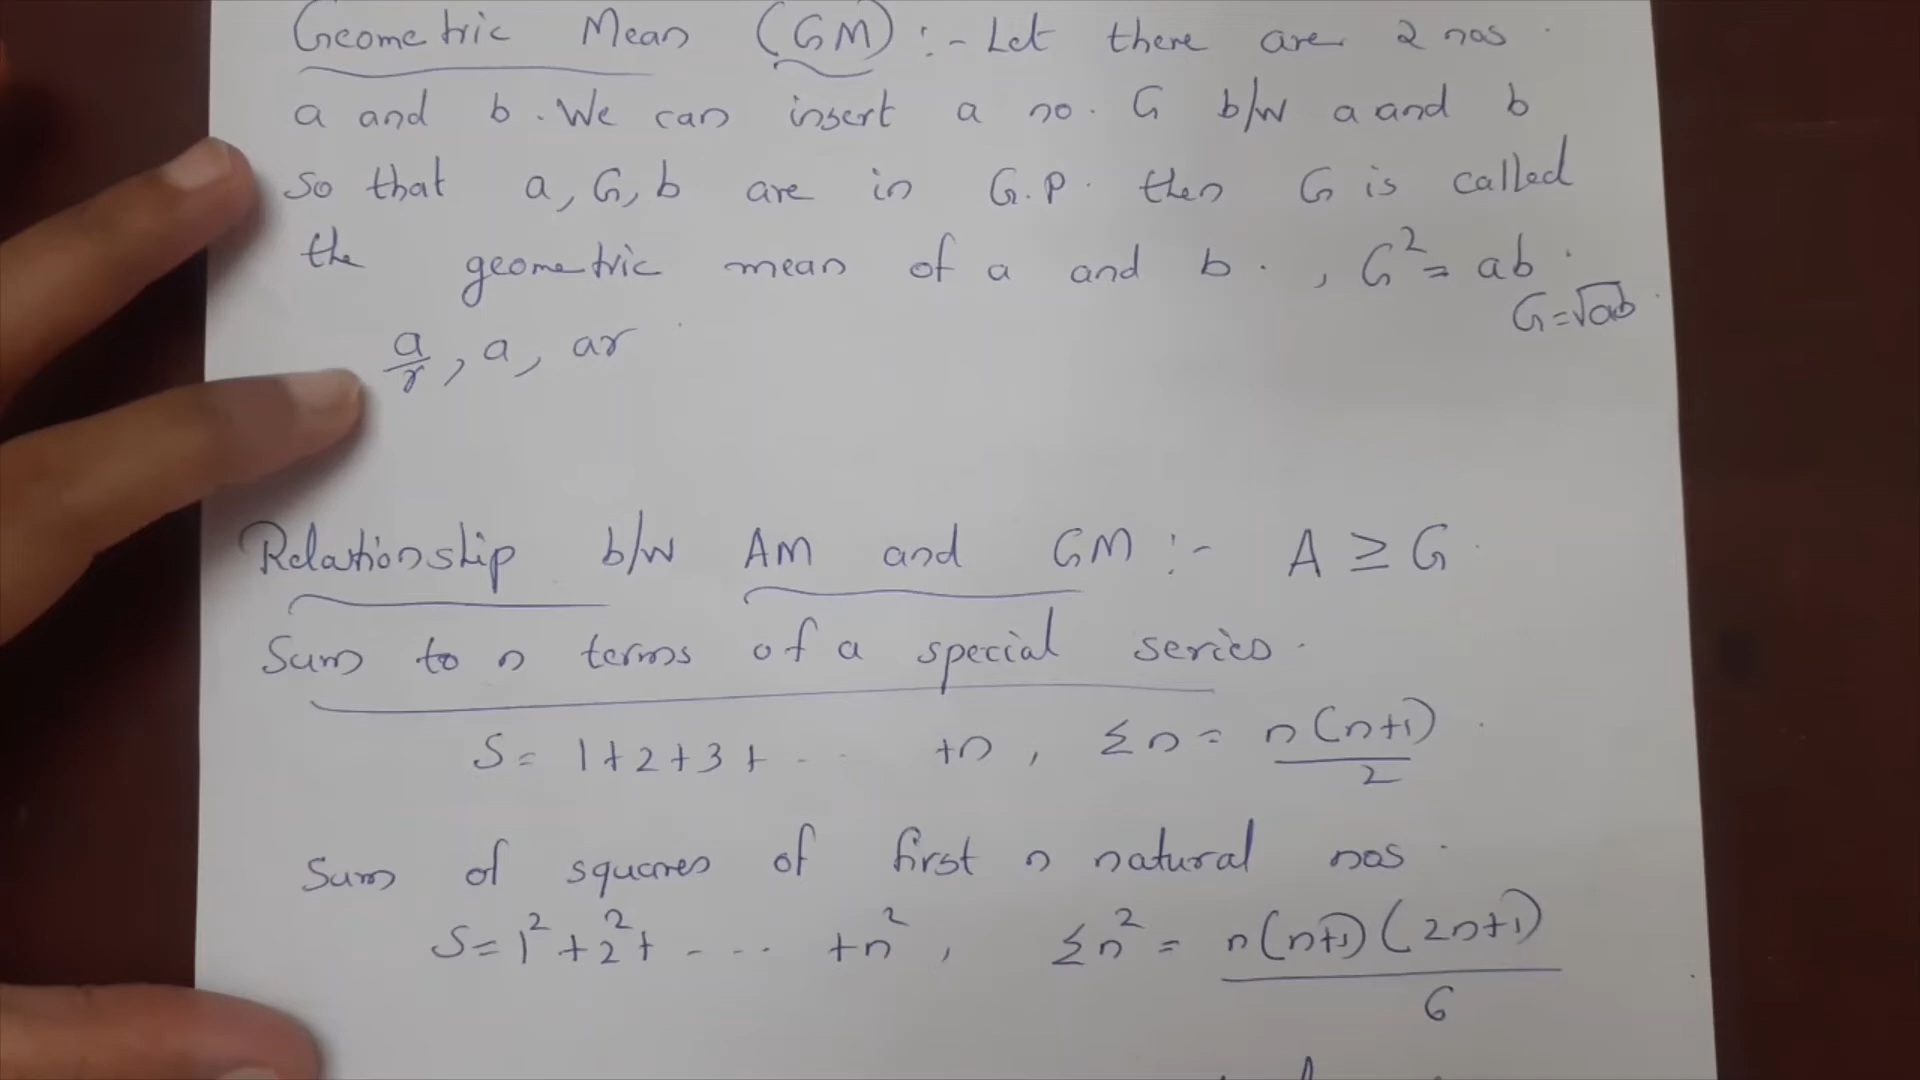 Geometric Mean (GM) :- Let there are 2 nos.
a and b. We can insert a no. G b/w a and b
so that a, G, b are in G.P. then G is called
the geometric mean of a and b. , G² = ab.
G = √ab
a/r, a, ar
Relationship b/w AM and GM :- A ≥ G
Sum to n terms of a special series.
S = 1+2+3+ - .. +n , Σn = n(n+1)/2
Sum of squares of first n natural nos.
S = 1² + 2² + - - .. + n² , Σn² = n(n+1)(2n+1)/6